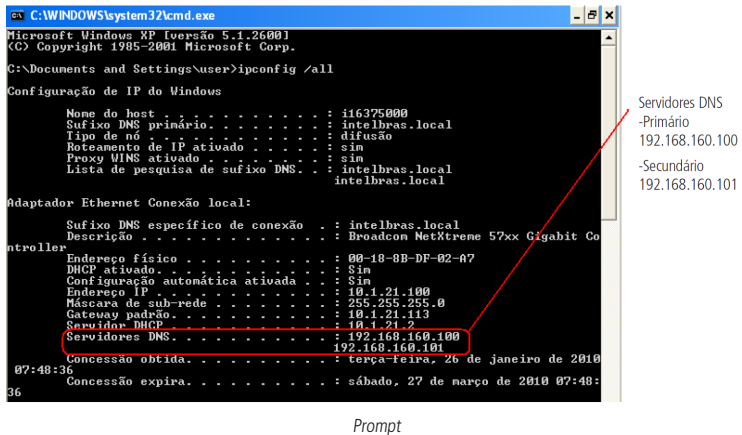 C:\WINDOWS\system32\cmd.exe
Microsoft Windows XP [versão 5.1.2600]
(C) Copyright 1985-2001 Microsoft Corp.
C:\Documents and Settings\user>ipconfig /all
Configuração de IP do Windows
Nome do host . . . . . . . . . . . : i16375000
Sufixo DNS primário. . . . . . . . : intelbras.local
Tipo de nó . . . . . . . . . . . . : difusão
Roteamento de IP ativado . . . . . : sim
Proxy WINS ativado . . . . . . . . : sim
Lista de pesquisa de sufixo DNS. . : intelbras.local
intelbras.local
Adaptador Ethernet Conexão local:
Sufixo DNS específico de conexão . : intelbras.local
Descrição . . . . . . . . . . . . : Broadcom NetXtreme 57xx Gigabit Co
ntroller
Endereço físico . . . . . . . . . : 00-18-8B-DF-02-A7
DHCP ativado. . . . . . . . . . . : Sim
Configuração automática ativada . . : Sim
Endereço IP . . . . . . . . . . . : 10.1.21.100
Máscara de sub-rede . . . . . . . : 255.255.255.0
Gateway padrão. . . . . . . . . . : 10.1.21.113
Servidor DHCP . . . . . . . . . . : 10.1.21.2
Servidores DNS. . . . . . . . . . : 192.168.160.100
192.168.160.101
Concessão obtida. . . . . . . . . : terça-feira, 26 de janeiro de 2010
07:48:36
Concessão expira. . . . . . . . . : sábado, 27 de março de 2010 07:48:
36
Servidores DNS
-Primário
192.168.160.100
-Secundário
192.168.160.101
Prompt